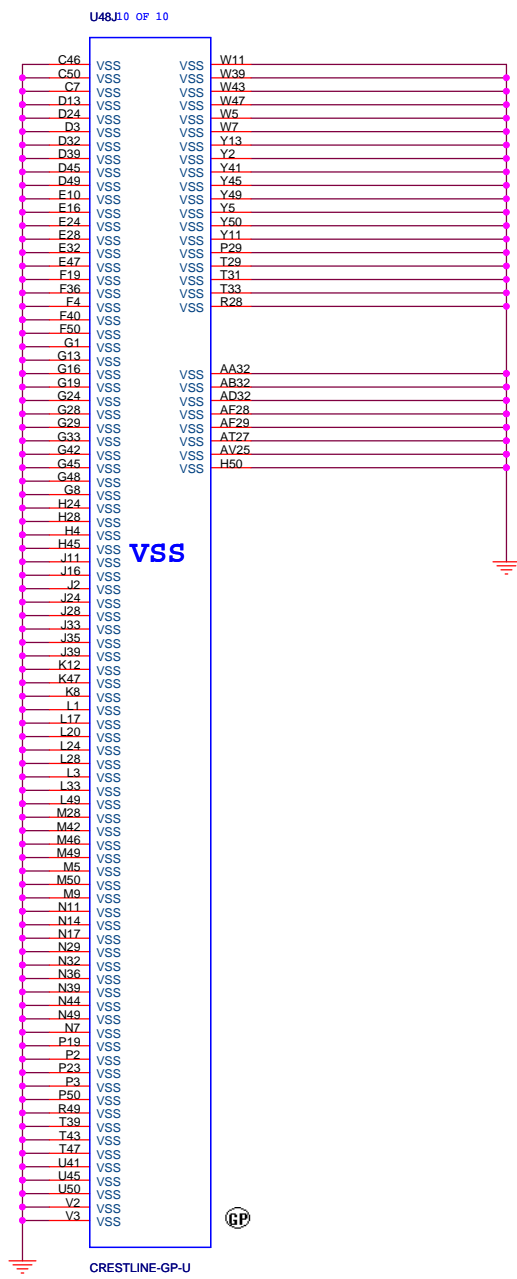 U48J 10 OF 10
C46 VSS VSS W11
C50 VSS VSS W39
C7 VSS VSS W43
D13 VSS VSS W47
D24 VSS VSS W5
D3 VSS VSS W7
D32 VSS VSS Y13
D39 VSS VSS Y2
D45 VSS VSS Y41
D49 VSS VSS Y45
E10 VSS VSS Y49
E16 VSS VSS Y5
E24 VSS VSS Y50
E28 VSS VSS Y11
E32 VSS VSS P29
E47 VSS VSS T29
F19 VSS VSS T31
F36 VSS VSS T33
F4 VSS VSS R28
F40 VSS
F50 VSS
G1 VSS
G13 VSS
G16 VSS VSS AA32
G19 VSS VSS AB32
G24 VSS VSS AD32
G28 VSS VSS AF28
G29 VSS VSS AF29
G33 VSS VSS AT27
G42 VSS VSS AV25
G45 VSS VSS H50
G48 VSS
G8 VSS
H24 VSS
H28 VSS
H4 VSS
H45 VSS
VSS
J11 VSS
J16 VSS
J2 VSS
J24 VSS
J28 VSS
J33 VSS
J35 VSS
J39 VSS
K12 VSS
K47 VSS
K8 VSS
L1 VSS
L17 VSS
L20 VSS
L24 VSS
L28 VSS
L3 VSS
L33 VSS
L49 VSS
M28 VSS
M42 VSS
M46 VSS
M49 VSS
M5 VSS
M50 VSS
M9 VSS
N11 VSS
N14 VSS
N17 VSS
N29 VSS
N32 VSS
N36 VSS
N39 VSS
N44 VSS
N49 VSS
N7 VSS
P19 VSS
P2 VSS
P23 VSS
P3 VSS
P50 VSS
R49 VSS
T39 VSS
T43 VSS
T47 VSS
U41 VSS
U45 VSS
U50 VSS
V2 VSS
V3 VSS
GP
CRESTLINE-GP-U